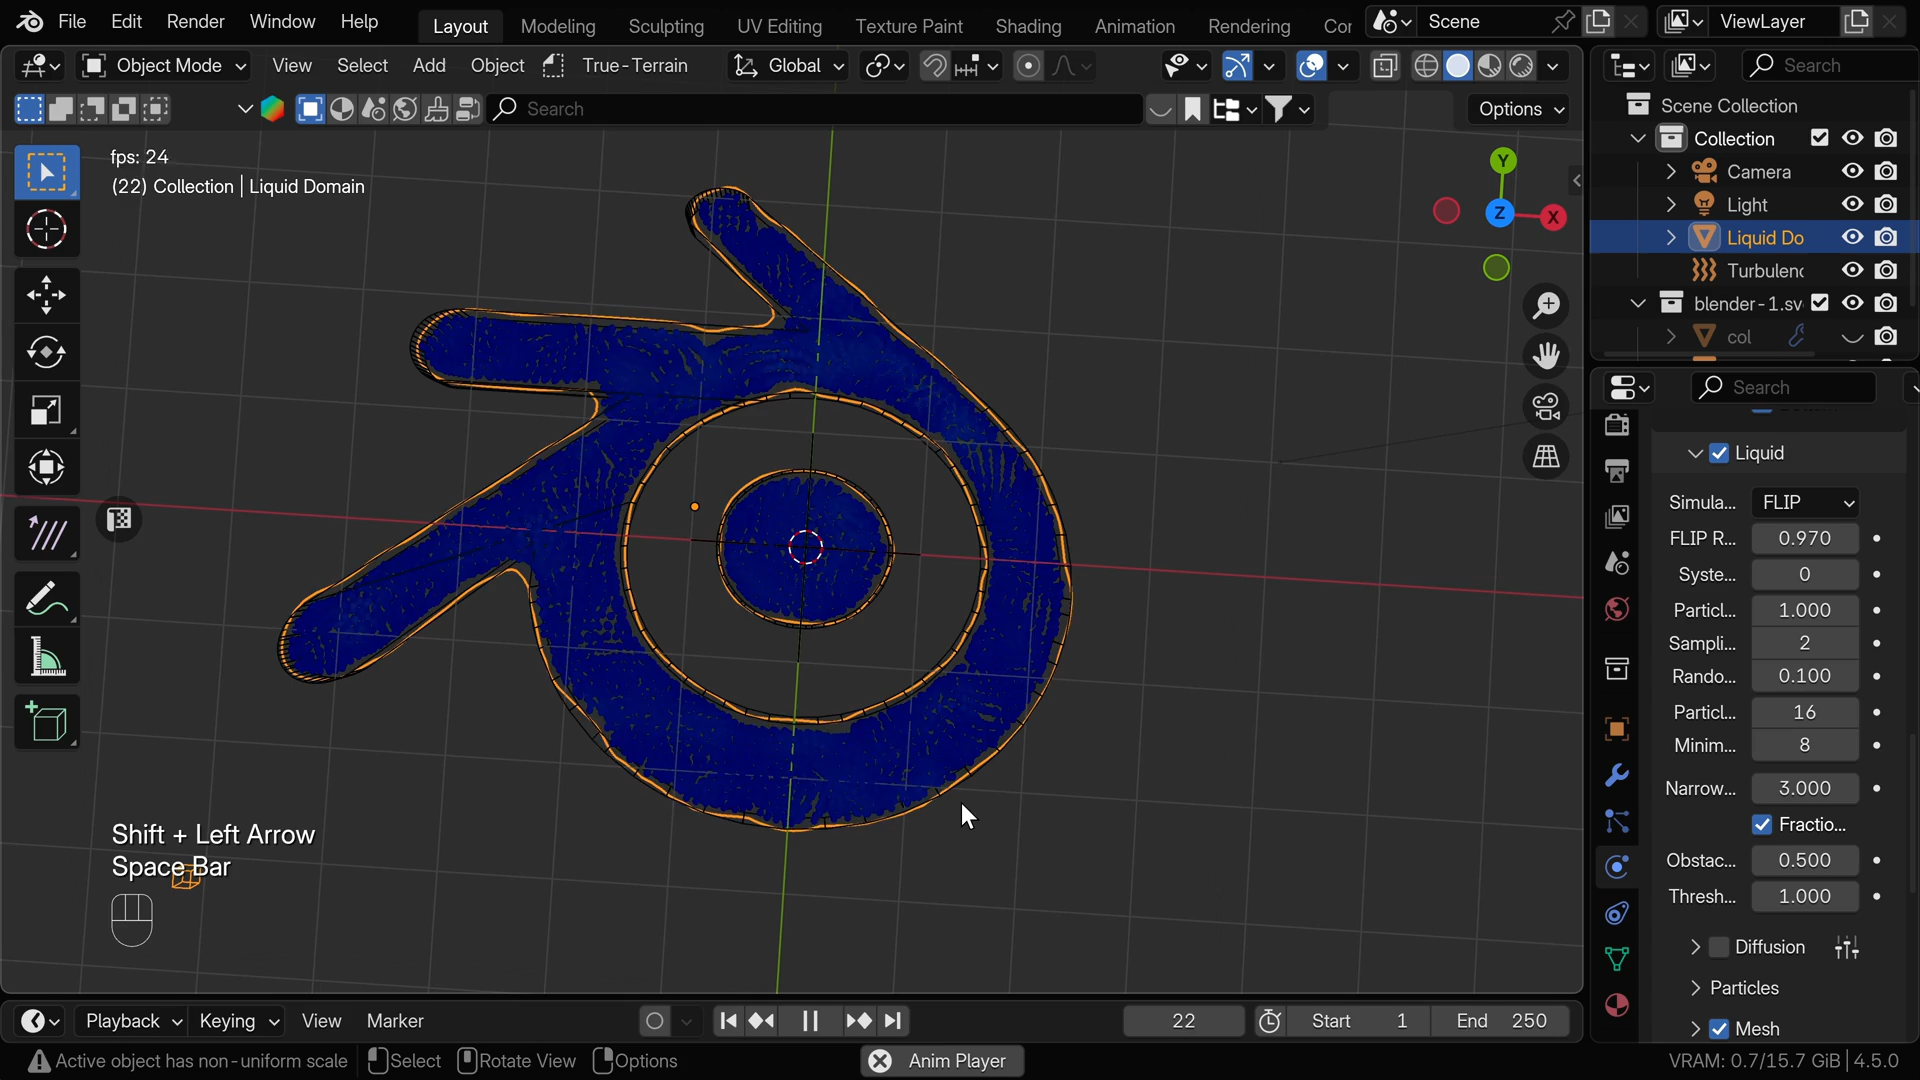 File Edit Render Window Help Layout Modeling Sculpting UV Editing Texture Paint Shading Animation Rendering Cor Scene ViewLayer
Object Mode View Select Add Object True-Terrain Global Search
Search Options
fps: 24
(22) Collection | Liquid Domain
Y
Z X
Scene Collection
Collection
Camera
Light
Liquid Do
Turbulenc
blender-1.sv
col
Search
Liquid
Simula... FLIP
FLIP R... 0.970
Syste... 0
Particl... 1.000
Sampli... 2
Rando... 0.100
Particl... 16
Minim... 8
Narrow... 3.000
Fractio...
Obstac... 0.500
Thresh... 1.000
Diffusion
Particles
Mesh
Shift + Left Arrow
Space Bar
Playback Keying View Marker 22 Start 1 End 250
Active object has non-uniform scale Select Rotate View Options Anim Player VRAM: 0.7/15.7 GiB | 4.5.0